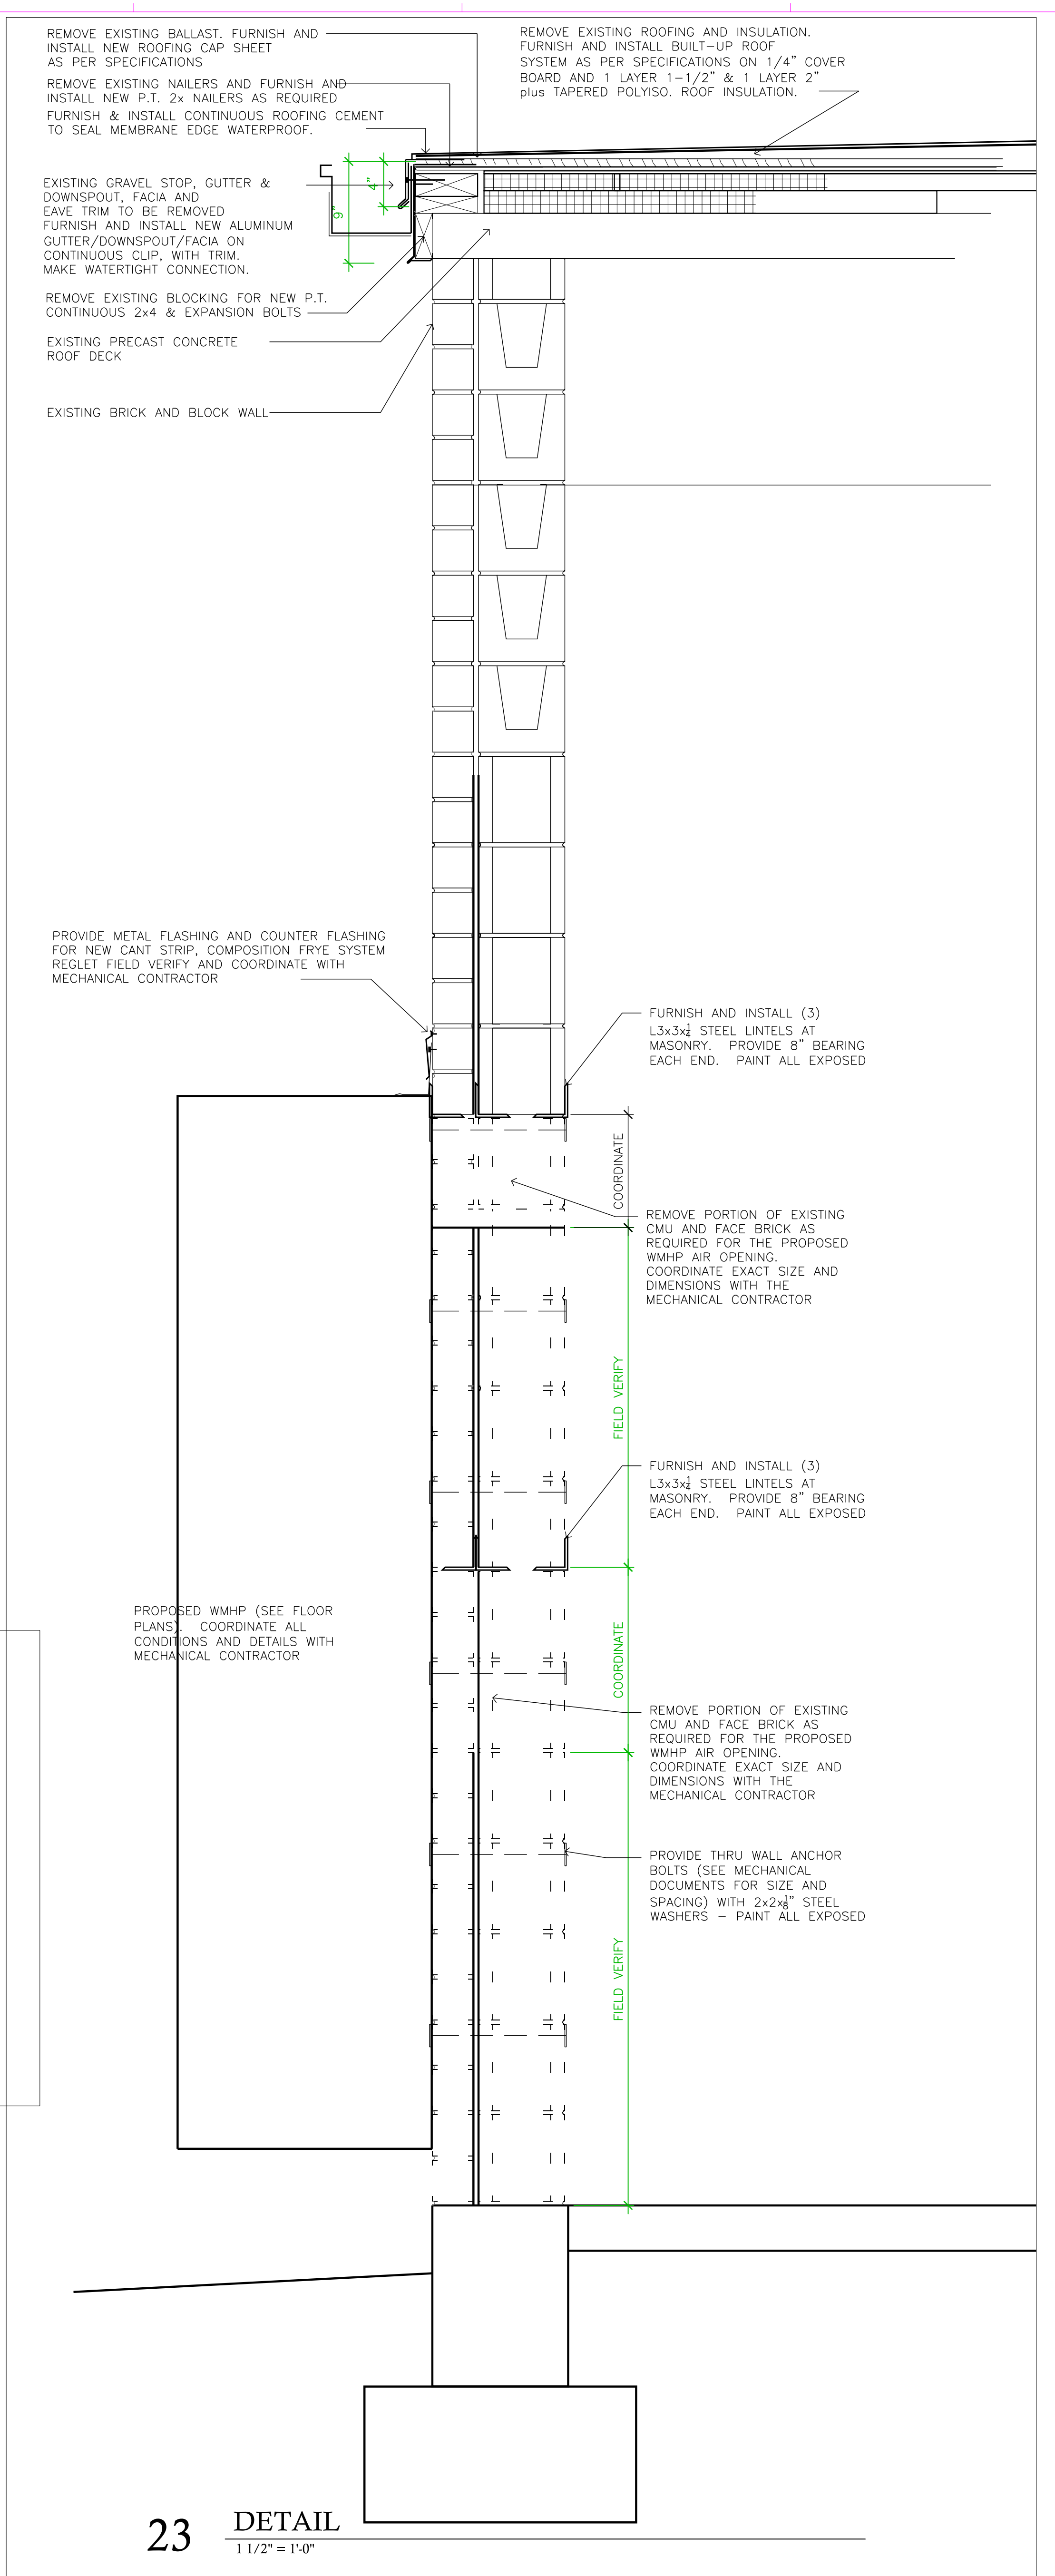 REMOVE EXISTING BALLAST. FURNISH AND
INSTALL NEW ROOFING CAP SHEET
AS PER SPECIFICATIONS
REMOVE EXISTING NAILERS AND FURNISH AND
INSTALL NEW P.T. 2x NAILERS AS REQUIRED
FURNISH & INSTALL CONTINUOUS ROOFING CEMENT
TO SEAL MEMBRANE EDGE WATERPROOF.
REMOVE EXISTING ROOFING AND INSULATION.
FURNISH AND INSTALL BUILT-UP ROOF
SYSTEM AS PER SPECIFICATIONS ON 1/4" COVER
BOARD AND 1 LAYER 1-1/2" & 1 LAYER 2"
plus TAPERED POLYISO. ROOF INSULATION.
4"
9"
EXISTING GRAVEL STOP, GUTTER &
DOWNSPOUT, FACIA AND
EAVE TRIM TO BE REMOVED
FURNISH AND INSTALL NEW ALUMINUM
GUTTER/DOWNSPOUT/FACIA ON
CONTINUOUS CLIP, WITH TRIM.
MAKE WATERTIGHT CONNECTION.
REMOVE EXISTING BLOCKING FOR NEW P.T.
CONTINUOUS 2x4 & EXPANSION BOLTS
EXISTING PRECAST CONCRETE
ROOF DECK
EXISTING BRICK AND BLOCK WALL
PROVIDE METAL FLASHING AND COUNTER FLASHING
FOR NEW CANT STRIP, COMPOSITION FRYE SYSTEM
REGLET FIELD VERIFY AND COORDINATE WITH
MECHANICAL CONTRACTOR
FURNISH AND INSTALL (3)
L3x3x1/4 STEEL LINTELS AT
MASONRY. PROVIDE 8" BEARING
EACH END. PAINT ALL EXPOSED
COORDINATE
REMOVE PORTION OF EXISTING
CMU AND FACE BRICK AS
REQUIRED FOR THE PROPOSED
WMHP AIR OPENING.
COORDINATE EXACT SIZE AND
DIMENSIONS WITH THE
MECHANICAL CONTRACTOR
FIELD VERIFY
FURNISH AND INSTALL (3)
L3x3x1/4 STEEL LINTELS AT
MASONRY. PROVIDE 8" BEARING
EACH END. PAINT ALL EXPOSED
PROPOSED WMHP (SEE FLOOR
PLANS). COORDINATE ALL
CONDITIONS AND DETAILS WITH
MECHANICAL CONTRACTOR
COORDINATE
REMOVE PORTION OF EXISTING
CMU AND FACE BRICK AS
REQUIRED FOR THE PROPOSED
WMHP AIR OPENING.
COORDINATE EXACT SIZE AND
DIMENSIONS WITH THE
MECHANICAL CONTRACTOR
PROVIDE THRU WALL ANCHOR
BOLTS (SEE MECHANICAL
DOCUMENTS FOR SIZE AND
SPACING) WITH 2x2x1/8" STEEL
WASHERS - PAINT ALL EXPOSED
FIELD VERIFY
23 DETAIL
1 1/2" = 1'-0"